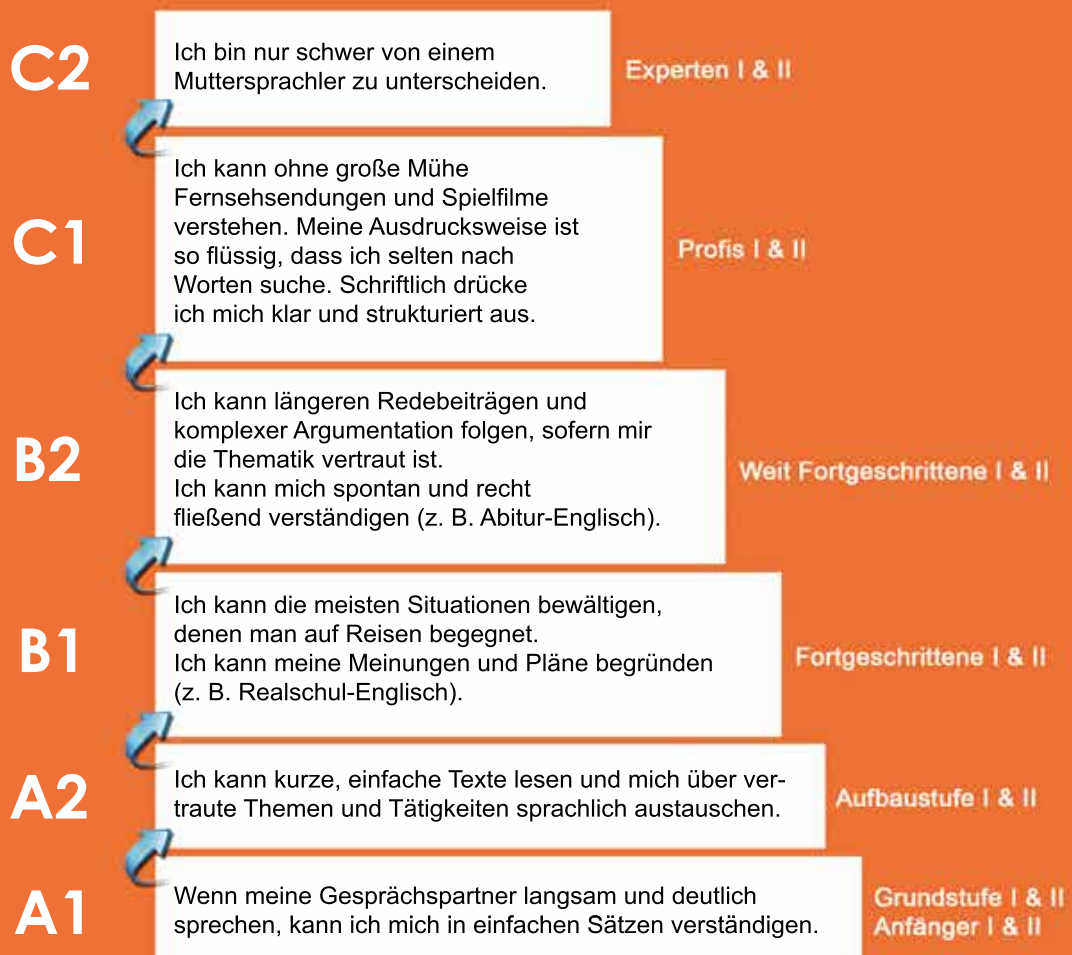 C2
Ich bin nur schwer von einem
Muttersprachler zu unterscheiden.
Experten I & II
C1
Ich kann ohne große Mühe
Fernsehsendungen und Spielfilme
verstehen. Meine Ausdrucksweise ist
so flüssig, dass ich selten nach
Worten suche. Schriftlich drücke
ich mich klar und strukturiert aus.
Profis I & II
B2
Ich kann längeren Redebeiträgen und
komplexer Argumentation folgen, sofern mir
die Thematik vertraut ist.
Ich kann mich spontan und recht
fließend verständigen (z. B. Abitur-Englisch).
Weit Fortgeschrittene I & II
B1
Ich kann die meisten Situationen bewältigen,
denen man auf Reisen begegnet.
Ich kann meine Meinungen und Pläne begründen
(z. B. Realschul-Englisch).
Fortgeschrittene I & II
A2
Ich kann kurze, einfache Texte lesen und mich über ver-
traute Themen und Tätigkeiten sprachlich austauschen.
Aufbaustufe I & II
A1
Wenn meine Gesprächspartner langsam und deutlich
sprechen, kann ich mich in einfachen Sätzen verständigen.
Grundstufe I & II
Anfänger I & II